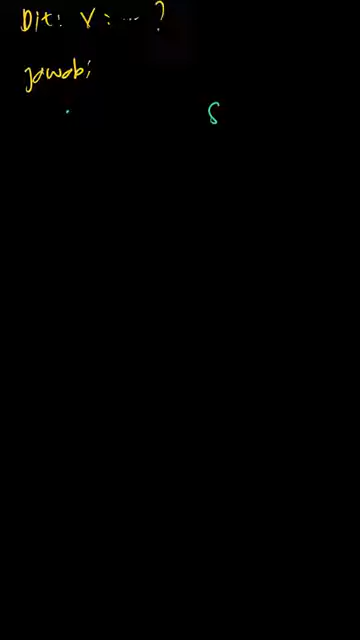 Dit: V = ... ?
Jawab:
S